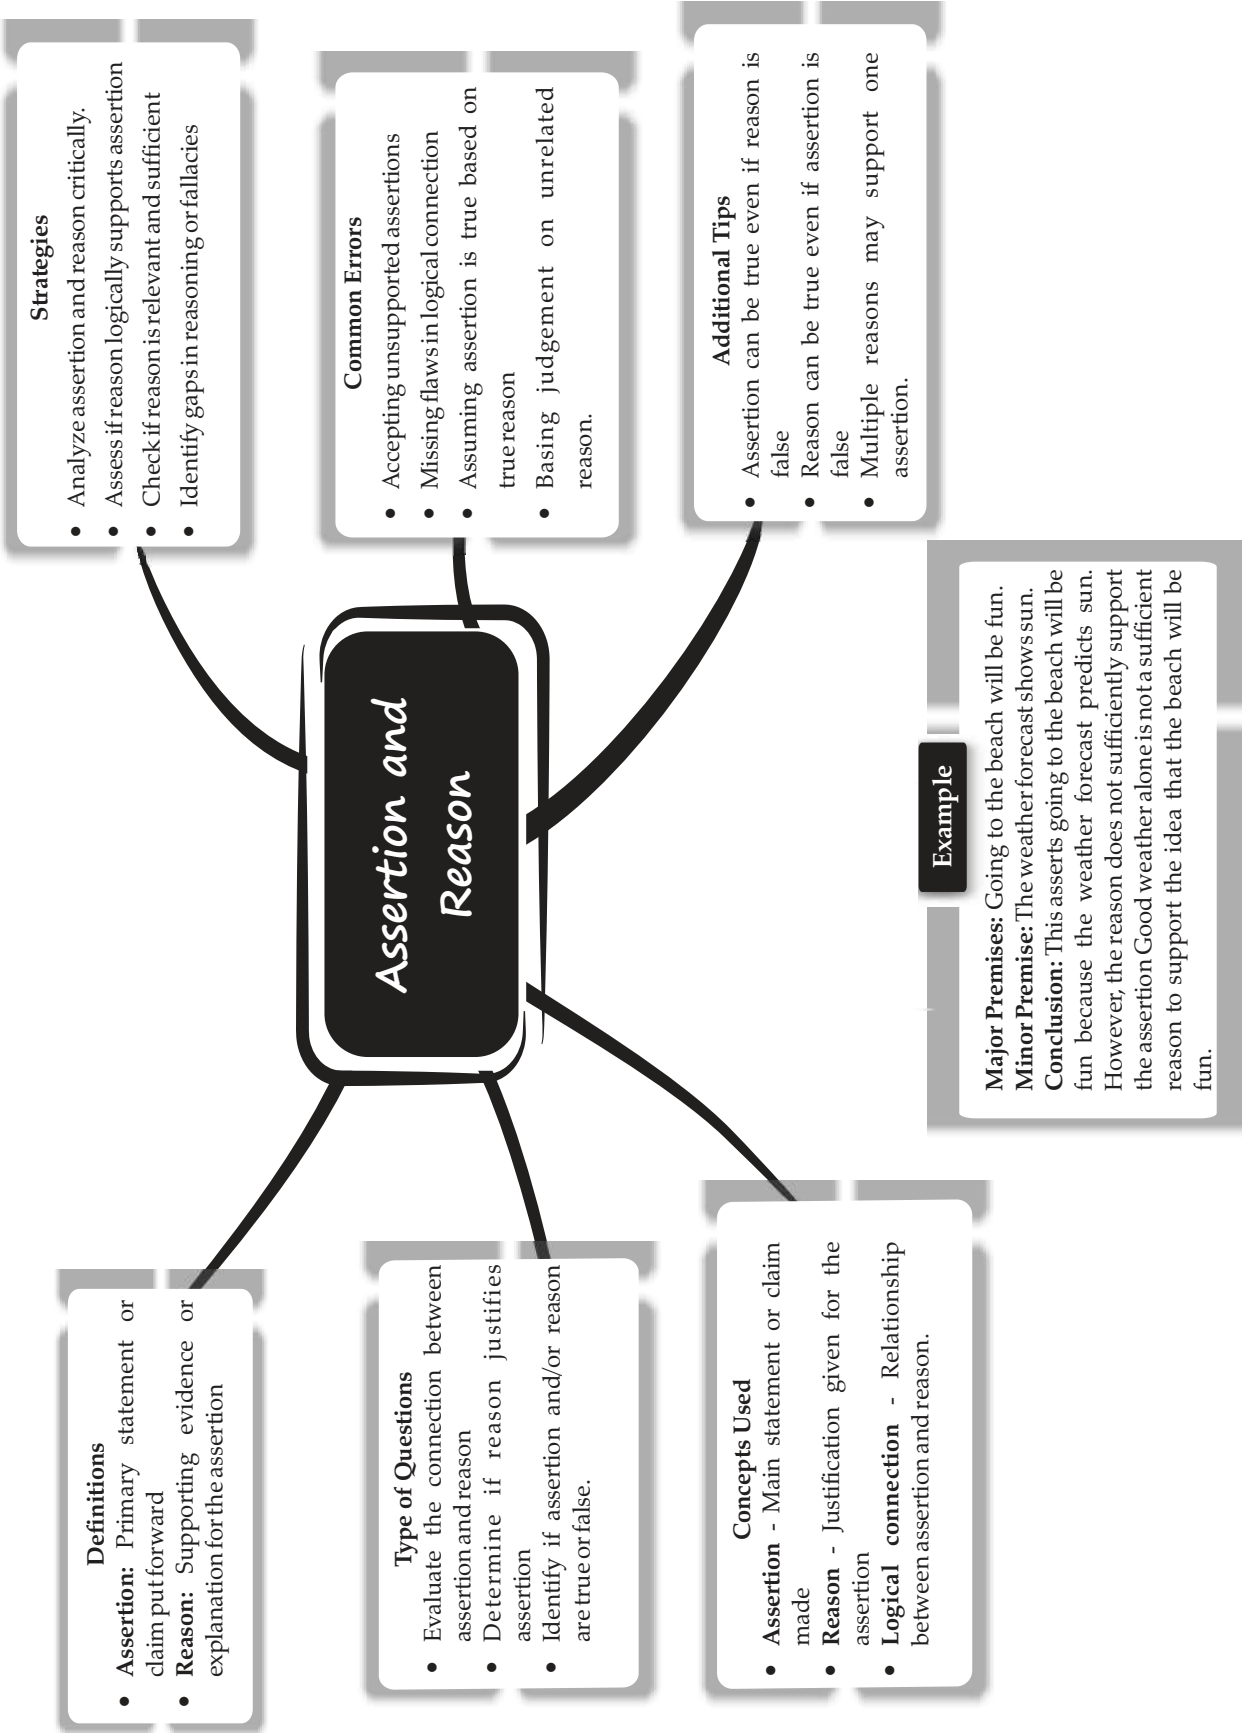 Assertion and
Reason
Definitions
• Assertion: Primary statement or
claim put forward
• Reason: Supporting evidence or
explanation for the assertion
Type of Questions
• Evaluate the connection between
assertion and reason
• Determine if reason justifies
assertion
• Identify if assertion and/or reason
are true or false.
Concepts Used
• Assertion - Main statement or claim
made
• Reason - Justification given for the
assertion
• Logical connection - Relationship
between assertion and reason.
Strategies
• Analyze assertion and reason critically.
• Assess if reason logically supports assertion
• Check if reason is relevant and sufficient
• Identify gaps in reasoning or fallacies
Common Errors
• Accepting unsupported assertions
• Missing flaws in logical connection
• Assuming assertion is true based on
true reason
• Basing judgement on unrelated
reason.
Additional Tips
• Assertion can be true even if reason is
false
• Reason can be true even if assertion is
false
• Multiple reasons may support one
assertion.
Example
Major Premises: Going to the beach will be fun.
Minor Premise: The weather forecast shows sun.
Conclusion: This asserts going to the beach will be
fun because the weather forecast predicts sun.
However, the reason does not sufficiently support
the assertion Good weather alone is not a sufficient
reason to support the idea that the beach will be
fun.